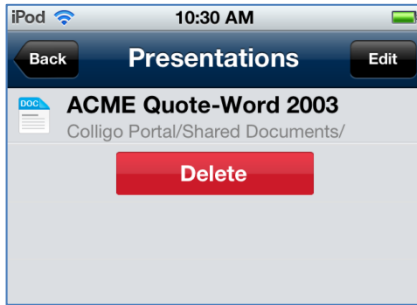 iPod 10:30 AM
Back Presentations Edit
DOC ACME Quote-Word 2003
Colligo Portal/Shared Documents/
Delete